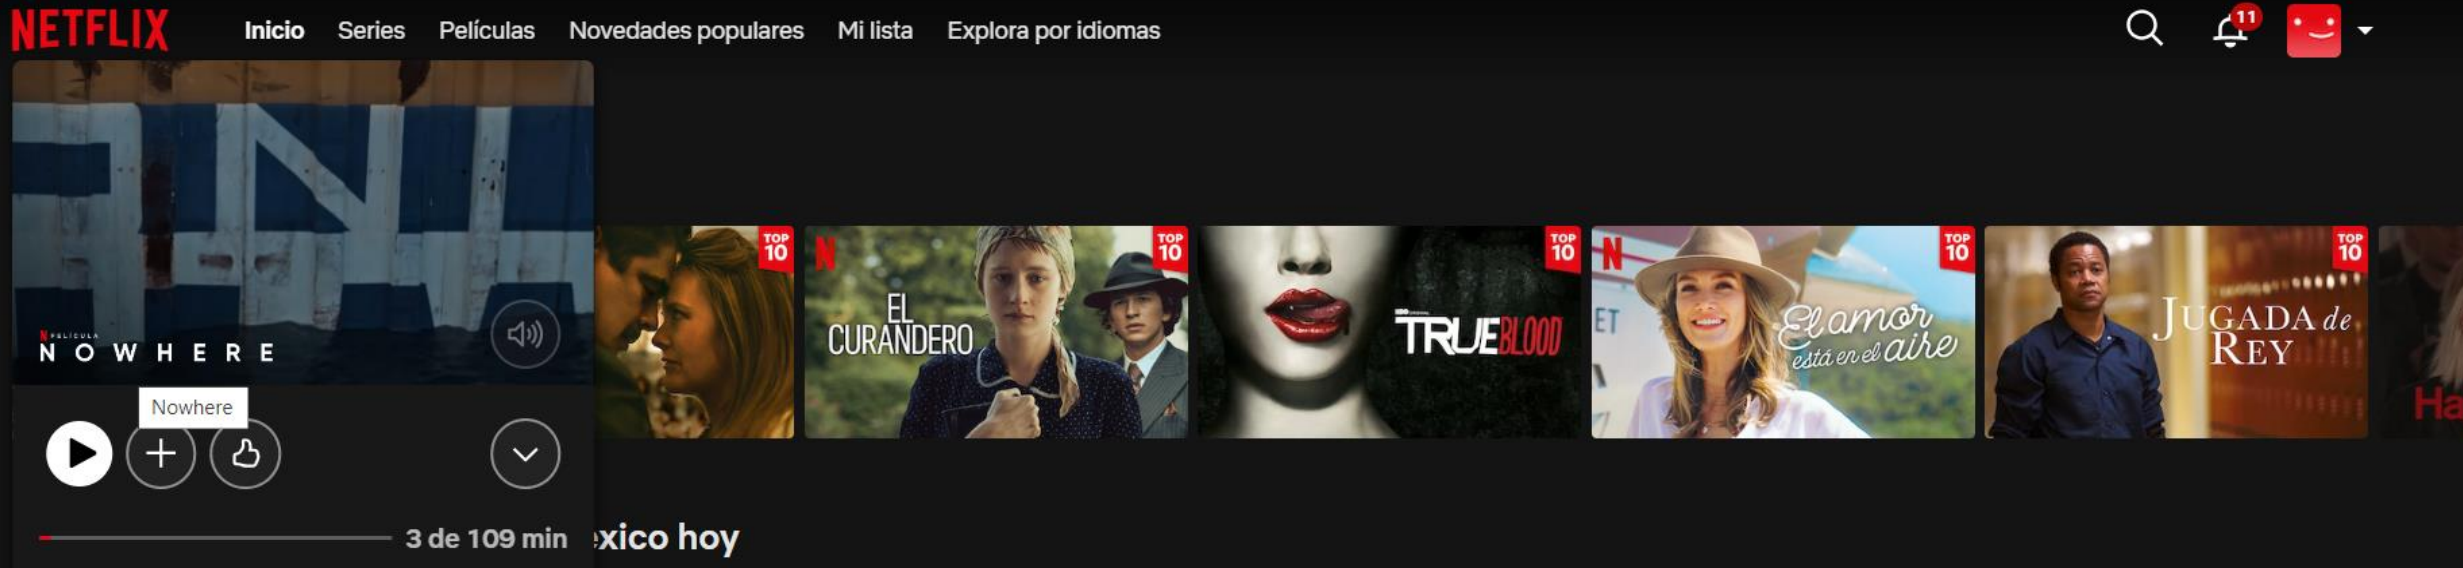 NETFLIX
Inicio
Series
Películas
Novedades populares
Mi lista
Explora por idiomas
11
N PELÍCULA
NOWHERE
Nowhere
3 de 109 min
TOP
10
N
EL
CURANDERO
TOP
10
TRUEBLOOD
TOP
10
N
ET
El amor
está en el aire
TOP
10
JUGADA de
REY
TOP
10
Ha
exico hoy